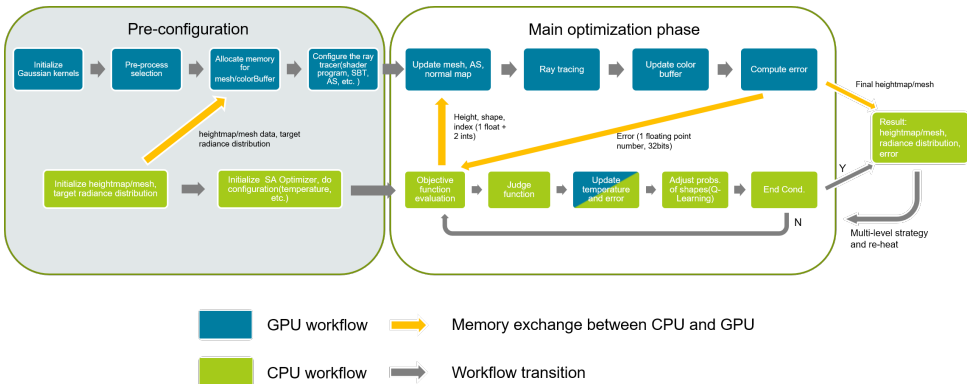 Pre-configuration
Main optimization phase
Initialize
Gaussian kernels
Pre-process
selection
Allocate memory
for
mesh/colorBuffer
Configure the ray
tracer(shader
program, SBT,
AS, etc. )
Update mesh, AS,
normal map
Ray tracing
Update color
buffer
Compute error
Final heightmap/mesh
heightmap/mesh data, target
radiance distribution
Height, shape,
index (1 float +
2 ints)
Error (1 floating point
number, 32bits)
Result:
heightmap/mesh,
radiance distribution,
error
Initialize heightmap/mesh,
target radiance distribution
Initialize SA Optimizer, do
configuration(temperature,
etc.)
Objective
function
evaluation
Judge
function
Update
temperature
and error
Adjust probs.
of shapes(Q-
Learning)
End Cond.
Y
N
Multi-level strategy
and re-heat
GPU workflow
Memory exchange between CPU and GPU
CPU workflow
Workflow transition